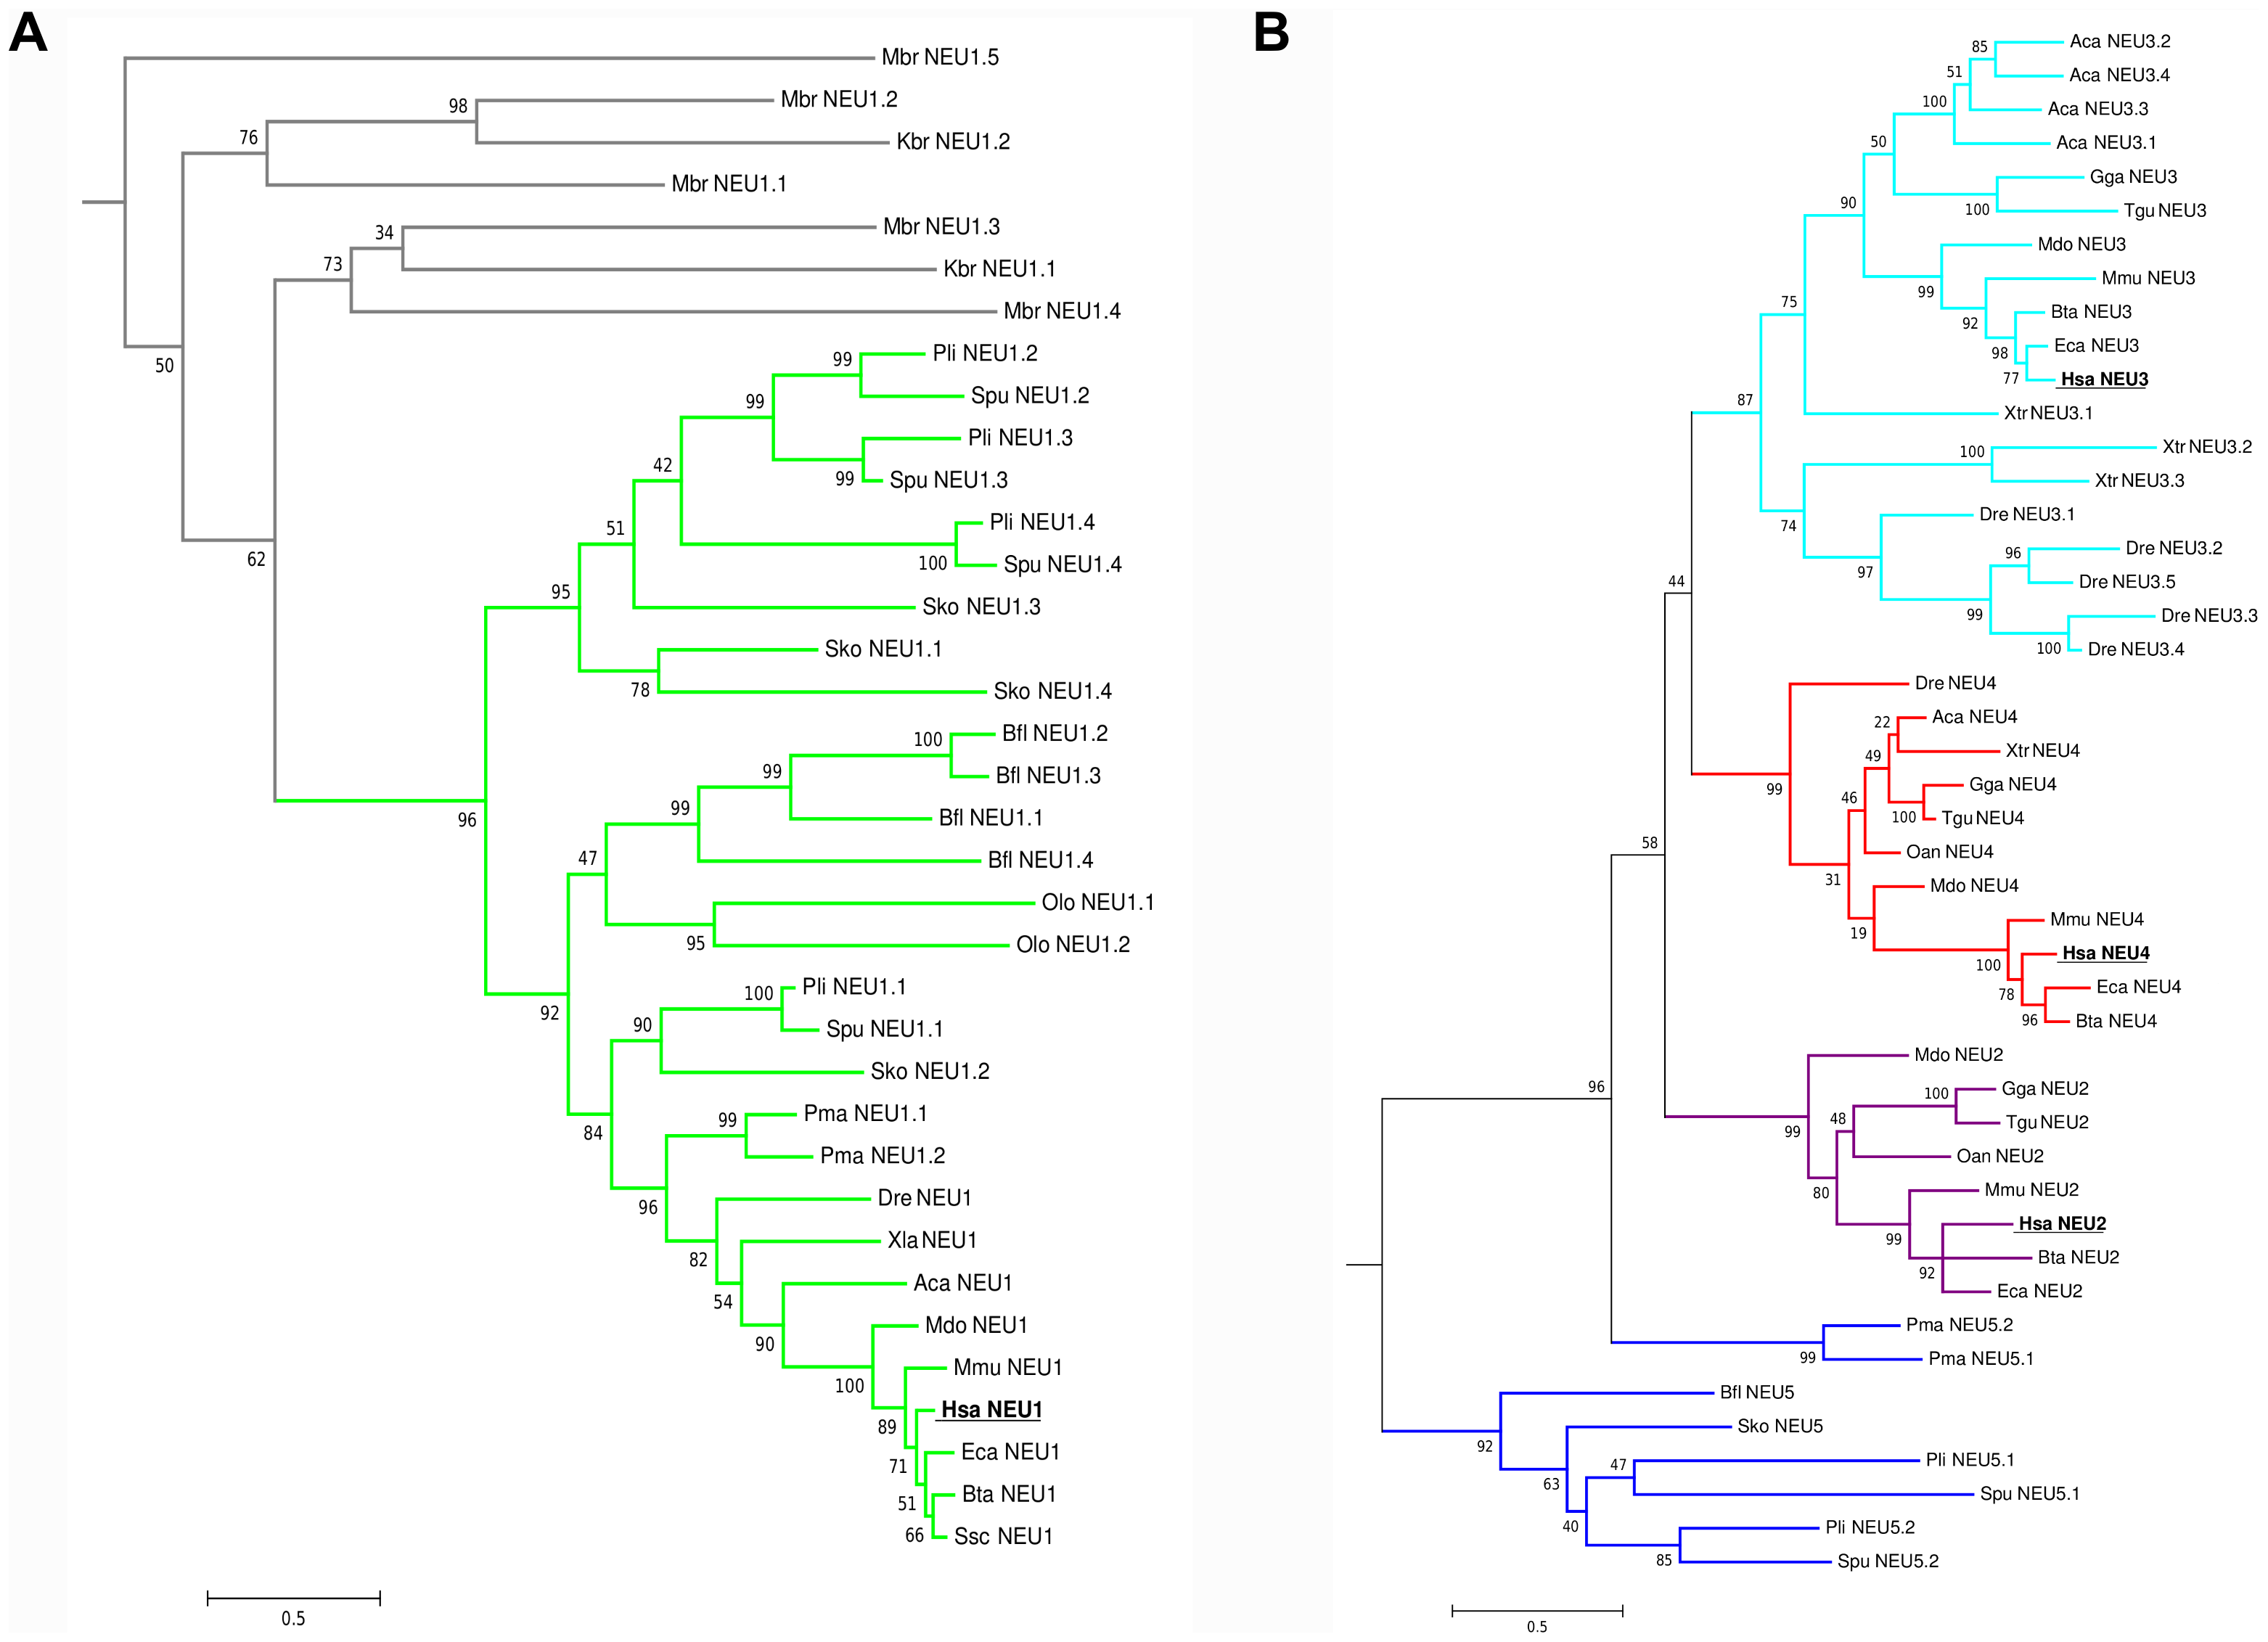 A
Mbr NEU1.5
98
Mbr NEU1.2
76
Kbr NEU1.2
Mbr NEU1.1
34
Mbr NEU1.3
73
Kbr NEU1.1
Mbr NEU1.4
50
99
Pli NEU1.2
99
Spu NEU1.2
42
Pli NEU1.3
99
Spu NEU1.3
51
Pli NEU1.4
100
Spu NEU1.4
62
95
Sko NEU1.3
Sko NEU1.1
78
Sko NEU1.4
100
Bfl NEU1.2
99
Bfl NEU1.3
99
Bfl NEU1.1
96
47
Bfl NEU1.4
Olo NEU1.1
95
Olo NEU1.2
92
100
Pli NEU1.1
90
Spu NEU1.1
Sko NEU1.2
84
99
Pma NEU1.1
Pma NEU1.2
96
Dre NEU1
82
Xla NEU1
54
Aca NEU1
90
Mdo NEU1
100
Mmu NEU1
89
Hsa NEU1
71
Eca NEU1
51
Bta NEU1
66
Ssc NEU1
0.5
B
85
Aca NEU3.2
51
Aca NEU3.4
100
Aca NEU3.3
50
Aca NEU3.1
Gga NEU3
90
100
Tgu NEU3
Mdo NEU3
99
Mmu NEU3
75
92
Bta NEU3
98
Eca NEU3
77
Hsa NEU3
87
Xtr NEU3.1
100
Xtr NEU3.2
Xtr NEU3.3
74
Dre NEU3.1
96
Dre NEU3.2
97
Dre NEU3.5
44
99
Dre NEU3.3
100
Dre NEU3.4
Dre NEU4
22
Aca NEU4
49
Xtr NEU4
99
46
Gga NEU4
100
Tgu NEU4
58
Oan NEU4
31
Mdo NEU4
19
Mmu NEU4
100
Hsa NEU4
78
Eca NEU4
96
Bta NEU4
Mdo NEU2
96
100
Gga NEU2
99
48
Tgu NEU2
Oan NEU2
80
Mmu NEU2
99
Hsa NEU2
92
Bta NEU2
Eca NEU2
Pma NEU5.2
99
Pma NEU5.1
Bfl NEU5
92
Sko NEU5
63
47
Pli NEU5.1
Spu NEU5.1
40
Pli NEU5.2
85
Spu NEU5.2
0.5